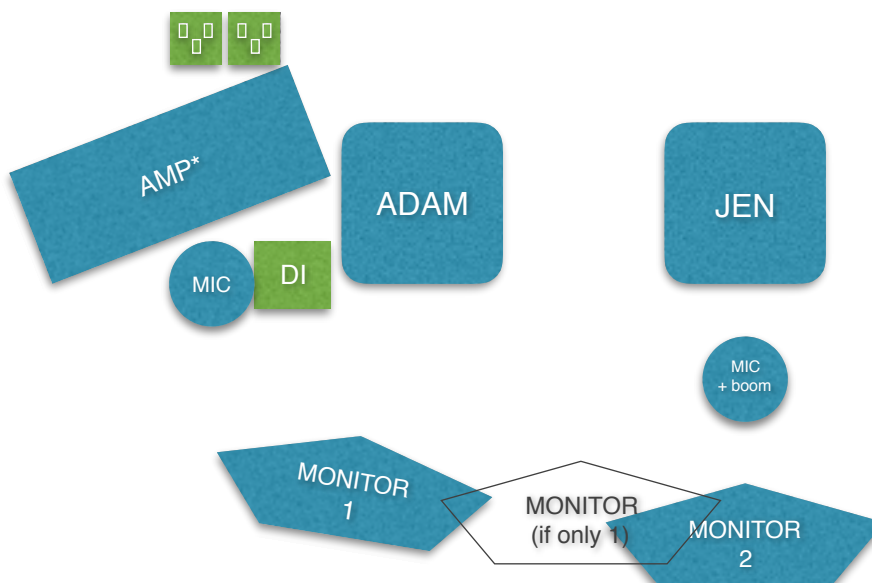 AMP*
ADAM
JEN
MIC
DI
MIC
+ boom
MONITOR
1
MONITOR
(if only 1)
MONITOR
2